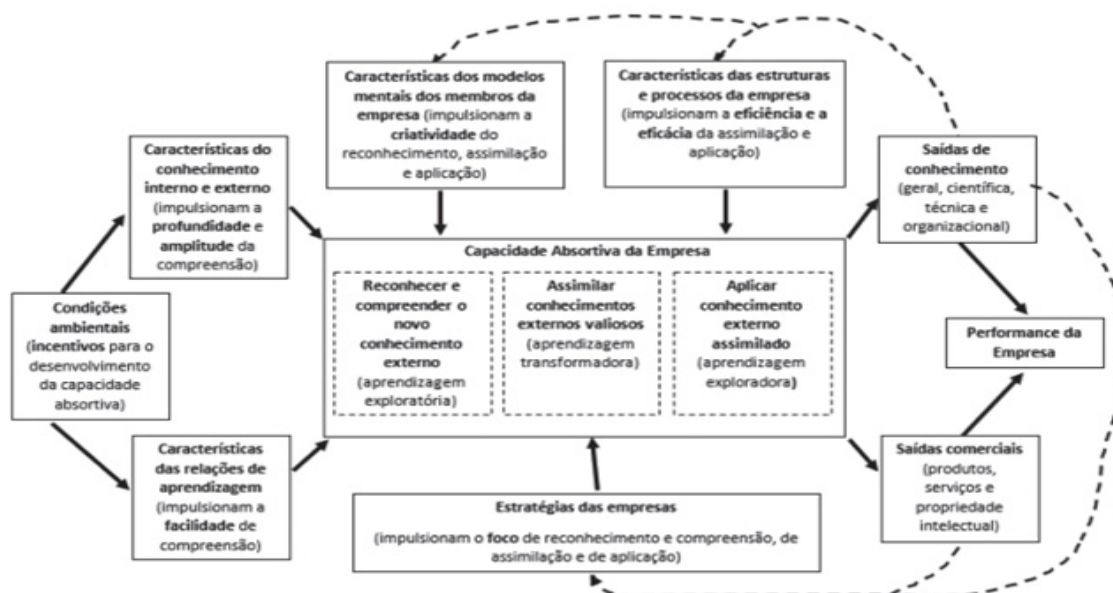 Características dos modelos
mentais dos membros da
empresa (impulsionam a
criatividade do
reconhecimento, assimilação
e aplicação)
Características das estruturas
e processos da empresa
(impulsionam a eficiência e a
eficácia da assimilação e
aplicação)
Características do
conhecimento
interno e externo
(impulsionam a
profundidade e
amplitude da
compreensão)
Saídas de
conhecimento
(geral, científica,
técnica e
organizacional)
Capacidade Absortiva da Empresa
Reconhecer e
compreender o
novo
conhecimento
externo
(aprendizagem
exploratória)
Assimilar
conhecimentos
externos valiosos
(aprendizagem
transformadora)
Aplicar
conhecimento
externo
assimilado
(aprendizagem
exploradora)
Condições
ambientais
(incentivos para o
desenvolvimento
da capacidade
absortiva)
Performance da
Empresa
Características
das relações de
aprendizagem
(impulsionam a
facilidade de
compreensão)
Saídas comerciais
(produtos,
serviços e
propriedade
intelectual)
Estratégias das empresas
(impulsionam o foco de reconhecimento e compreensão, de
assimilação e de aplicação)